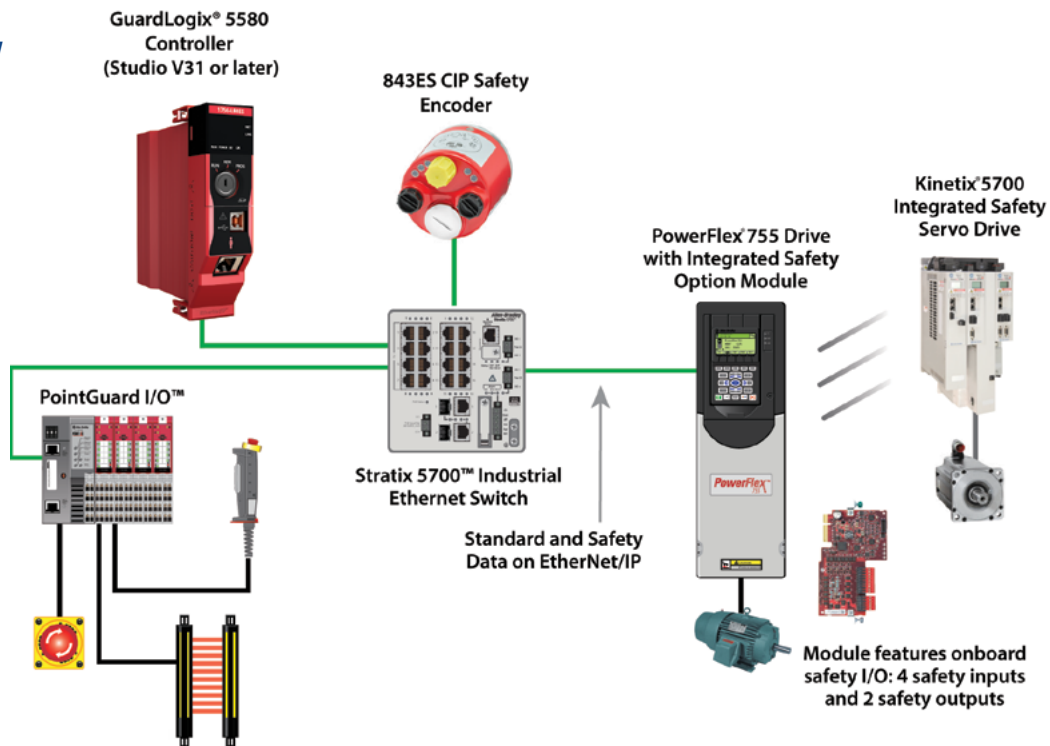 GuardLogix® 5580
Controller
(Studio V31 or later)
843ES CIP Safety
Encoder
Kinetix®5700
Integrated Safety
Servo Drive
PowerFlex®755 Drive
with Integrated Safety
Option Module
PointGuard I/O™
Stratix 5700™ Industrial
Ethernet Switch
Standard and Safety
Data on EtherNet/IP
PowerFlex
Module features onboard
safety I/O: 4 safety inputs
and 2 safety outputs